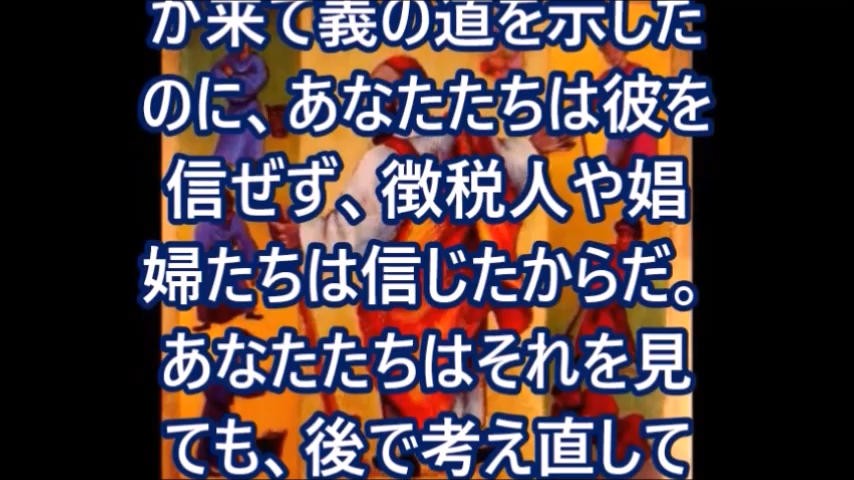 が来て義の道を示した
のに、あなたたちは彼を
信ぜず、徴税人や娼
婦たちは信じたからだ。
あなたたちはそれを見
ても、後で考え直して